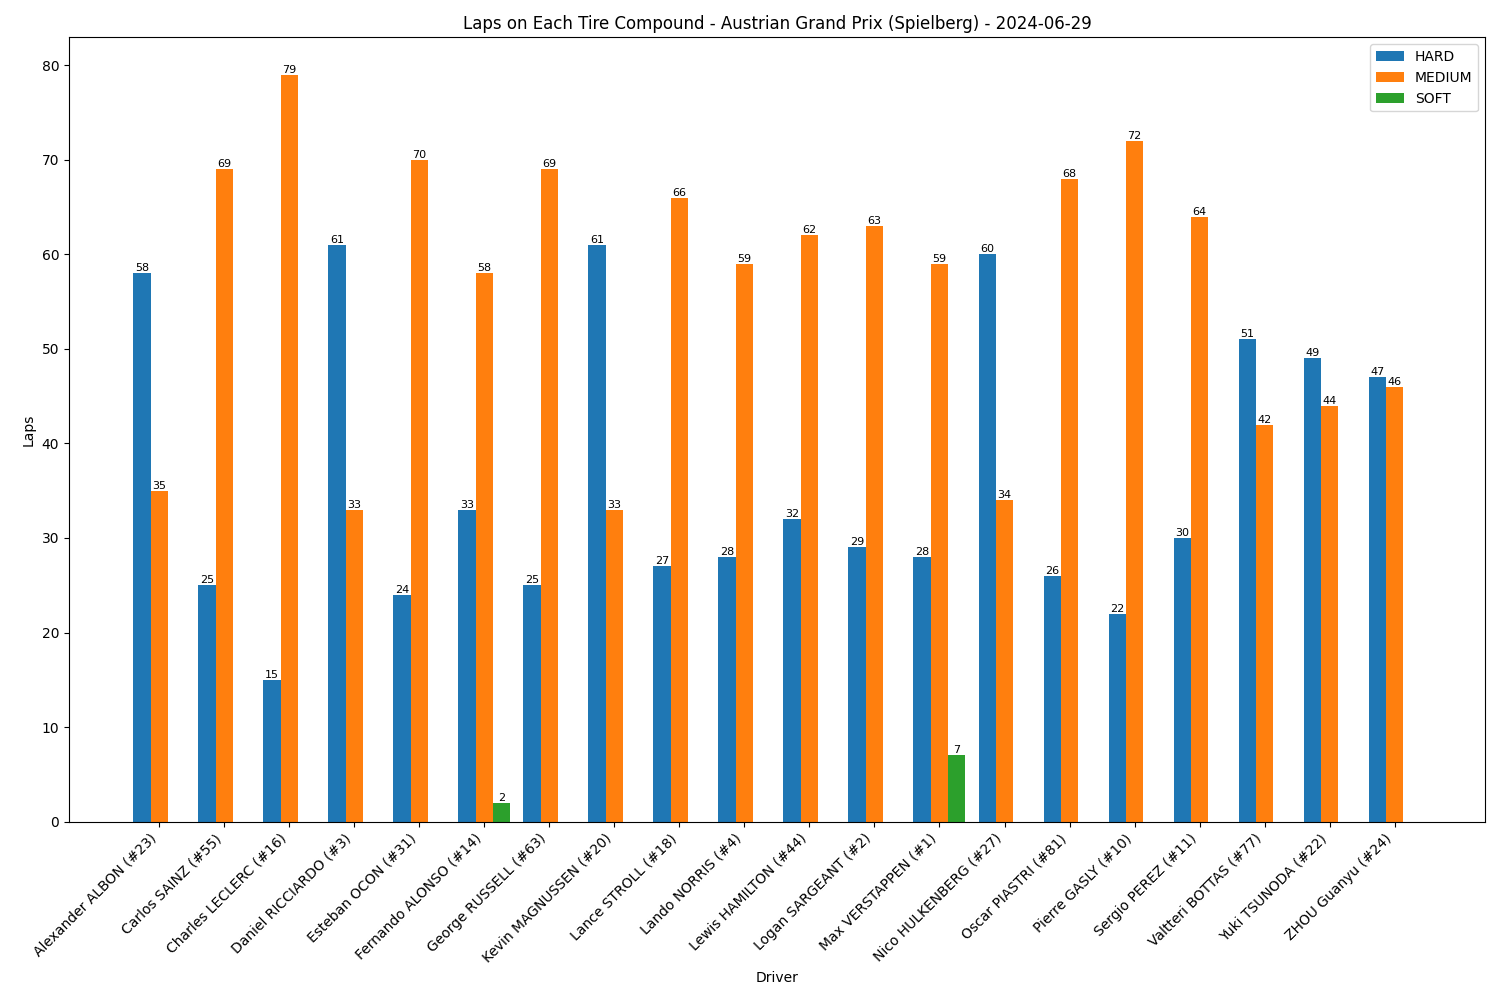 Laps on Each Tire Compound - Austrian Grand Prix (Spielberg) - 2024-06-29
HARD
MEDIUM
SOFT
Laps
80
70
60
50
40
30
20
10
0
58 35
25 69
15 79
61 33
24 70
33 58 2
25 69
61 33
27 66
28 59
32 62
29 63
28 59 7
60 34
26 68
22 72
30 64
51 42
49 44
47 46
Alexander ALBON (#23)
Carlos SAINZ (#55)
Charles LECLERC (#16)
Daniel RICCIARDO (#3)
Esteban OCON (#31)
Fernando ALONSO (#14)
George RUSSELL (#63)
Kevin MAGNUSSEN (#20)
Lance STROLL (#18)
Lando NORRIS (#4)
Lewis HAMILTON (#44)
Logan SARGEANT (#2)
Max VERSTAPPEN (#1)
Nico HULKENBERG (#27)
Oscar PIASTRI (#81)
Pierre GASLY (#10)
Sergio PEREZ (#11)
Valtteri BOTTAS (#77)
Yuki TSUNODA (#22)
ZHOU Guanyu (#24)
Driver